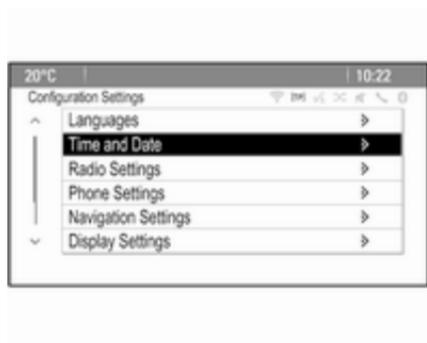 20°C 10:22
Configuration Settings
Languages
Time and Date
Radio Settings
Phone Settings
Navigation Settings
Display Settings